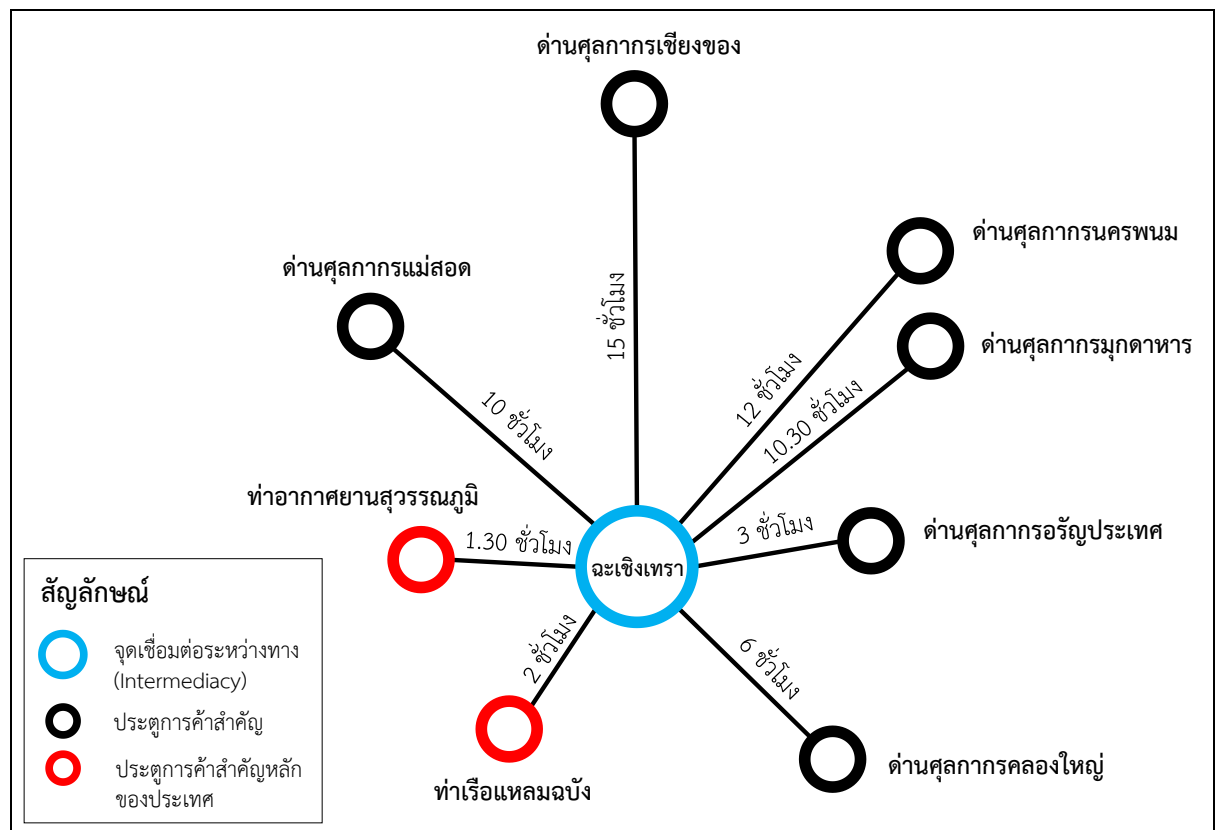 ด่านศุลกากรเชียงของ
ด่านศุลกากรนครพนม
ด่านศุลกากรแม่สอด
ด่านศุลกากรมุกดาหาร
15 ชั่วโมง
12 ชั่วโมง
10.30 ชั่วโมง
10 ชั่วโมง
ท่าอากาศยานสุวรรณภูมิ
1.30 ชั่วโมง
3 ชั่วโมง
ด่านศุลกากรอรัญประเทศ
ฉะเชิงเทรา
2 ชั่วโมง
6 ชั่วโมง
ท่าเรือแหลมฉบัง
ด่านศุลกากรคลองใหญ่
สัญลักษณ์
จุดเชื่อมต่อระหว่างทาง
(Intermediacy)
ประตูการค้าสำคัญ
ประตูการค้าสำคัญหลัก
ของประเทศ